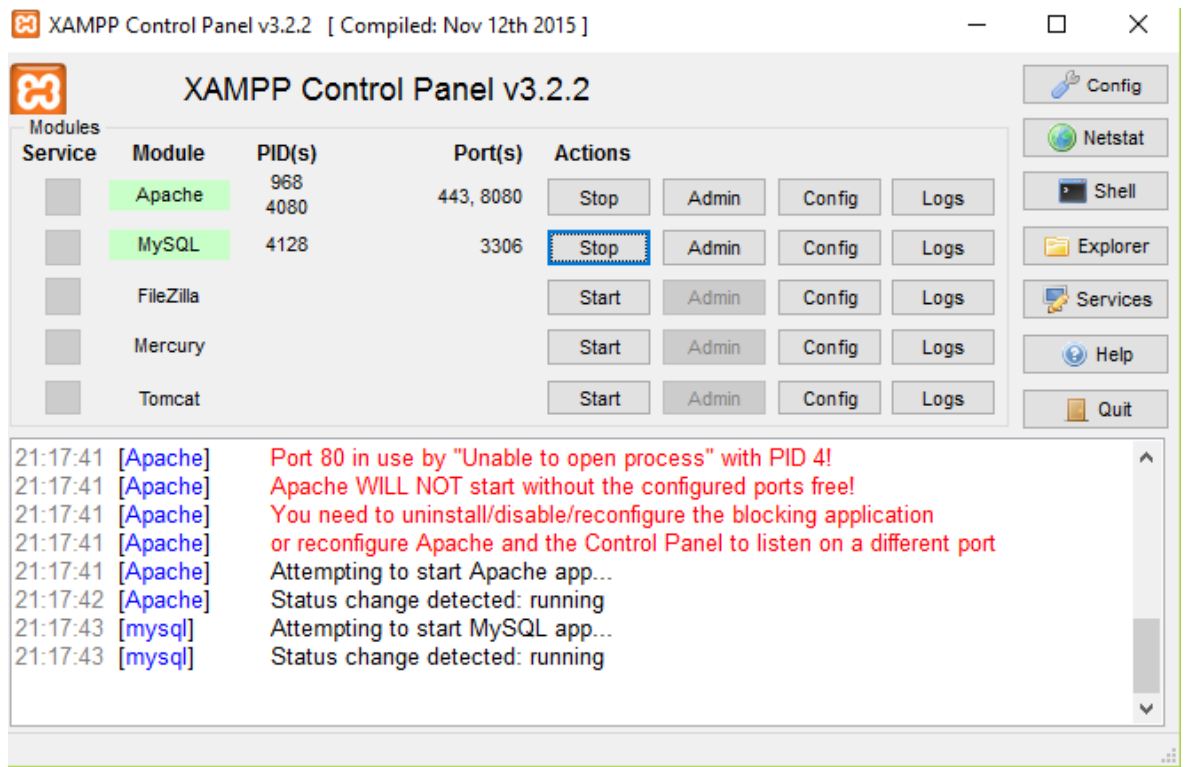 XAMPP Control Panel v3.2.2 [ Compiled: Nov 12th 2015 ]
XAMPP Control Panel v3.2.2
Config
Modules
Netstat
Service Module PID(s) Port(s) Actions
Apache 968 4080 443, 8080 Stop Admin Config Logs
Shell
MySQL 4128 3306 Stop Admin Config Logs
Explorer
FileZilla Start Admin Config Logs
Services
Mercury Start Admin Config Logs
Help
Tomcat Start Admin Config Logs
Quit
21:17:41 [Apache] Port 80 in use by "Unable to open process" with PID 4!
21:17:41 [Apache] Apache WILL NOT start without the configured ports free!
21:17:41 [Apache] You need to uninstall/disable/reconfigure the blocking application
21:17:41 [Apache] or reconfigure Apache and the Control Panel to listen on a different port
21:17:41 [Apache] Attempting to start Apache app...
21:17:42 [Apache] Status change detected: running
21:17:43 [mysql] Attempting to start MySQL app...
21:17:43 [mysql] Status change detected: running